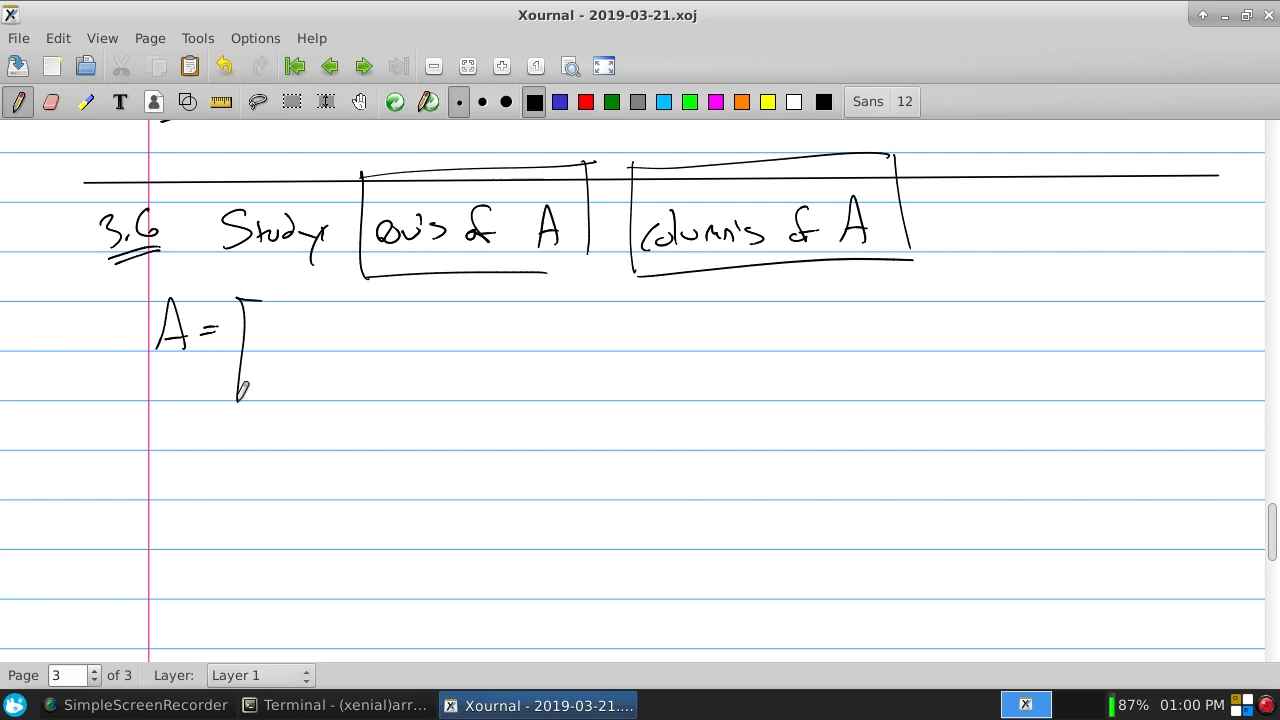 Xournal - 2019-03-21.xoj
File Edit View Page Tools Options Help
Sans 12
3.6 Study row's of A column's of A
A = [
Page 3 of 3 Layer: Layer 1
SimpleScreenRecorder Terminal - (xenial)arr... Xournal - 2019-03-21.... 87% 01:00 PM